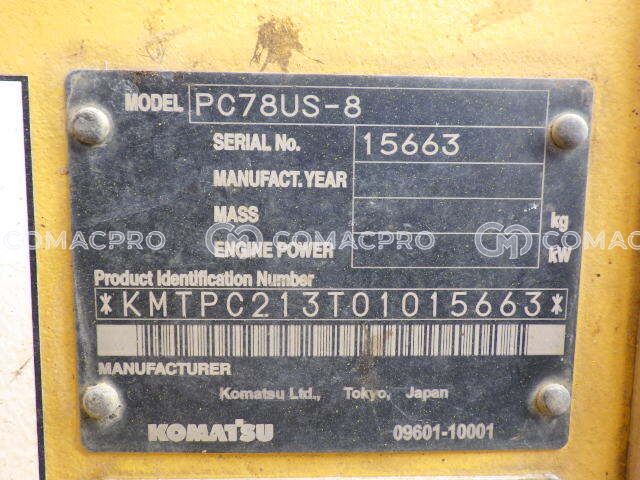 MODEL PC78US-8
SERIAL No. 15663
MANUFACT. YEAR
MASS kg
COMACPRO COMACPRO COMACPRO
ENGINE POWER kW
Product Identification Number
*KMTPC213T01015663*
MANUFACTURER
Komatsu Ltd., Tokyo, Japan
KOMATSU 09601-10001